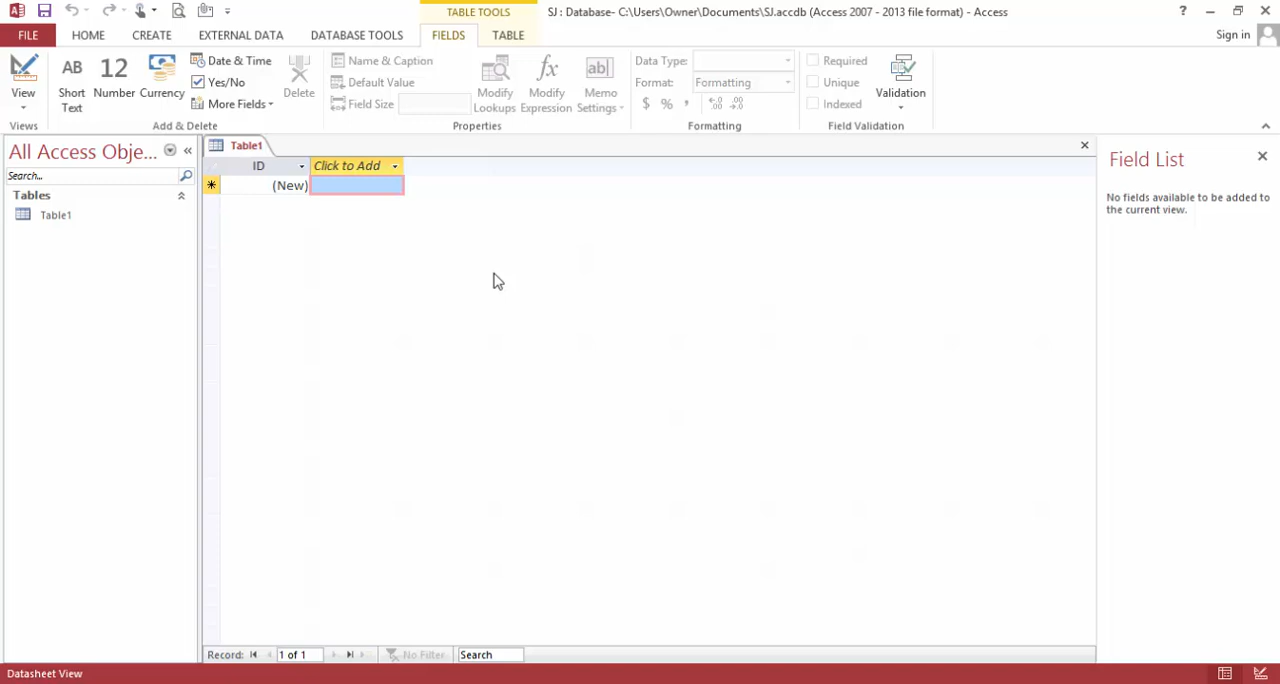 TABLE TOOLS
SJ : Database- C:\Users\Owner\Documents\SJ.accdb (Access 2007 - 2013 file format) - Access
?
FILE
HOME
CREATE
EXTERNAL DATA
DATABASE TOOLS
FIELDS
TABLE
Sign in
View
AB
Short
Text
12
Number
Currency
Date & Time
Yes/No
More Fields
Delete
Name & Caption
Default Value
Field Size
Modify
Lookups
fx
Modify
Expression
ab
Memo
Settings
Data Type:
Format: Formatting
$ % , .00 .00
Required
Unique
Indexed
Validation
Views
Add & Delete
Properties
Formatting
Field Validation
All Access Obje...
Search...
Tables
Table1
Table1
ID
Click to Add
* (New)
Field List
No fields available to be added to
the current view.
Record: 1 of 1
No Filter
Search
Datasheet View